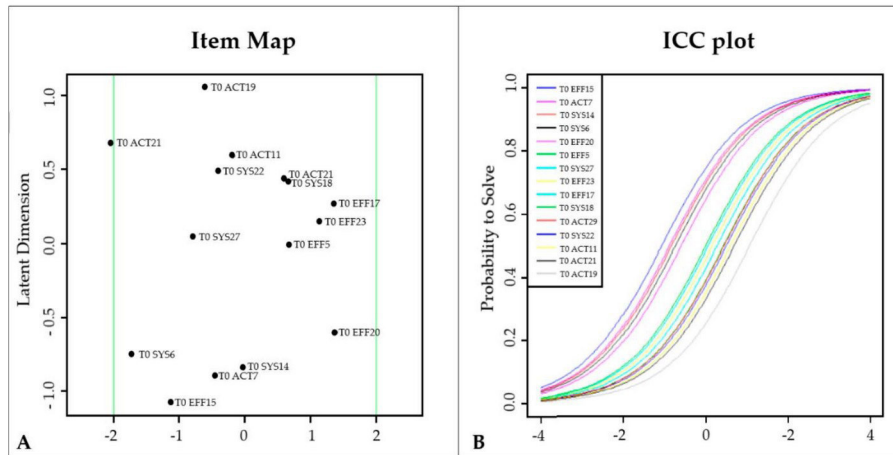 Item Map
Latent Dimension
1.0
0.5
0.0
- 0.5
- 1.0
-2
-1
0
1
2
T0 ACT19
T0 ACT21
T0 ACT11
T0 SYS22
T0 ACT21
T0 SYS18
T0 EFF17
T0 EFF23
T0 SYS27
T0 EFF5
T0 EFF20
T0 SYS6
T0 SYS14
T0 ACT7
T0 EFF15
A
ICC plot
Probability to Solve
1.0
0.8
0.6
0.4
0.2
0.0
T0 EFF15
T0 ACT7
T0 SYS14
T0 SYS6
T0 EFF20
T0 EFF5
T0 SYS27
T0 EFF23
T0 EFF17
T0 SYS18
T0 ACT29
T0 SYS22
T0 ACT11
T0 ACT21
T0 ACT19
-4
-2
0
-2
4
B